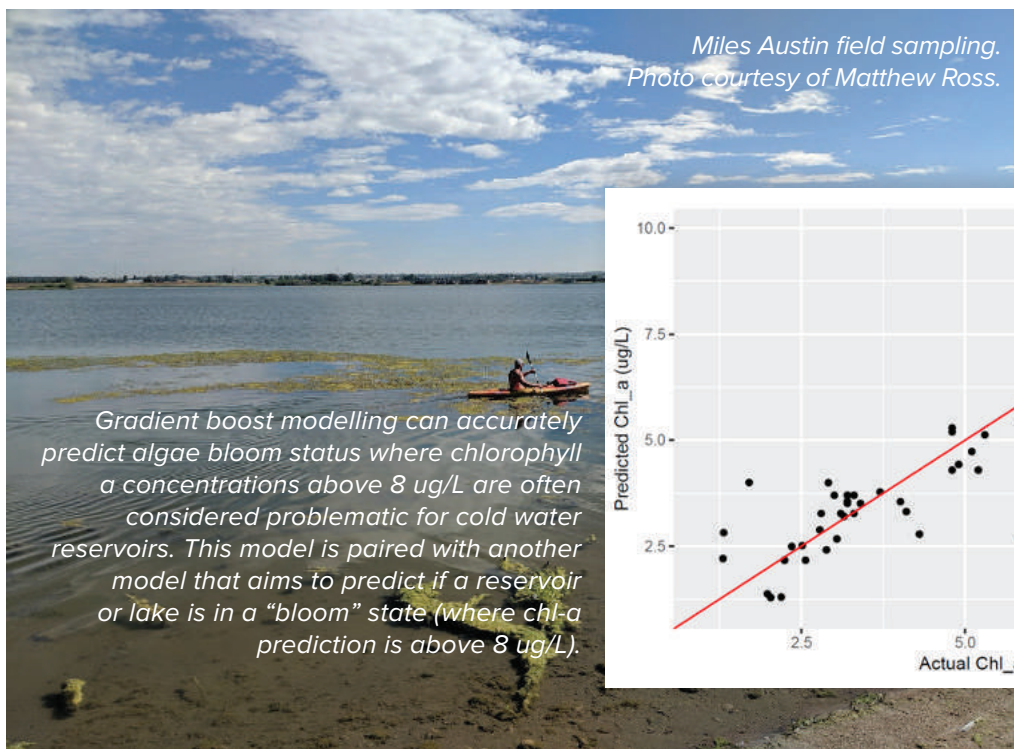 Miles Austin field sampling.
Photo courtesy of Matthew Ross.
Gradient boost modelling can accurately
predict algae bloom status where chlorophyll
a concentrations above 8 ug/L are often
considered problematic for cold water
reservoirs. This model is paired with another
model that aims to predict if a reservoir
or lake is in a “bloom” state (where chl-a
prediction is above 8 ug/L).
Predicted Chl_a (ug/L)
10.0
7.5
5.0
2.5
2.5 5.0
Actual Chl_